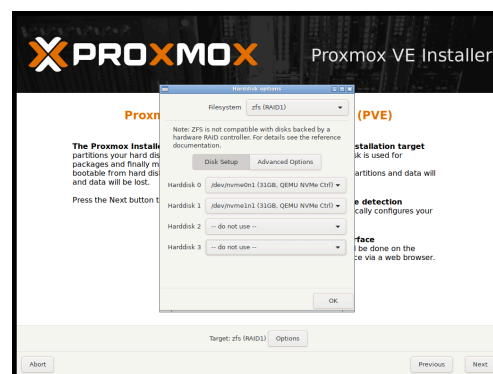 PROXMOX
Proxmox VE Installer
Harddisk options
Proxm
(PVE)
Filesystem zfs (RAID1)
Note: ZFS is not compatible with disks backed by a
hardware RAID controller. For details see the reference
documentation.
Disk Setup Advanced Options
Harddisk 0 /dev/nvme0n1 (31GB, QEMU NVMe Ctrl)
Harddisk 1 /dev/nvme1n1 (31GB, QEMU NVMe Ctrl)
Harddisk 2 -- do not use --
Harddisk 3 -- do not use --
OK
The Proxmox Installe
partitions your hard dis
packages and finally m
bootable from hard dis
and data will be lost.
Press the Next button t
stallation target
sk is used for
artitions and data will
e detection
cally configures your
rface
l be done on the
ce via a web browser.
Target: zfs (RAID1) Options
Abort Previous Next